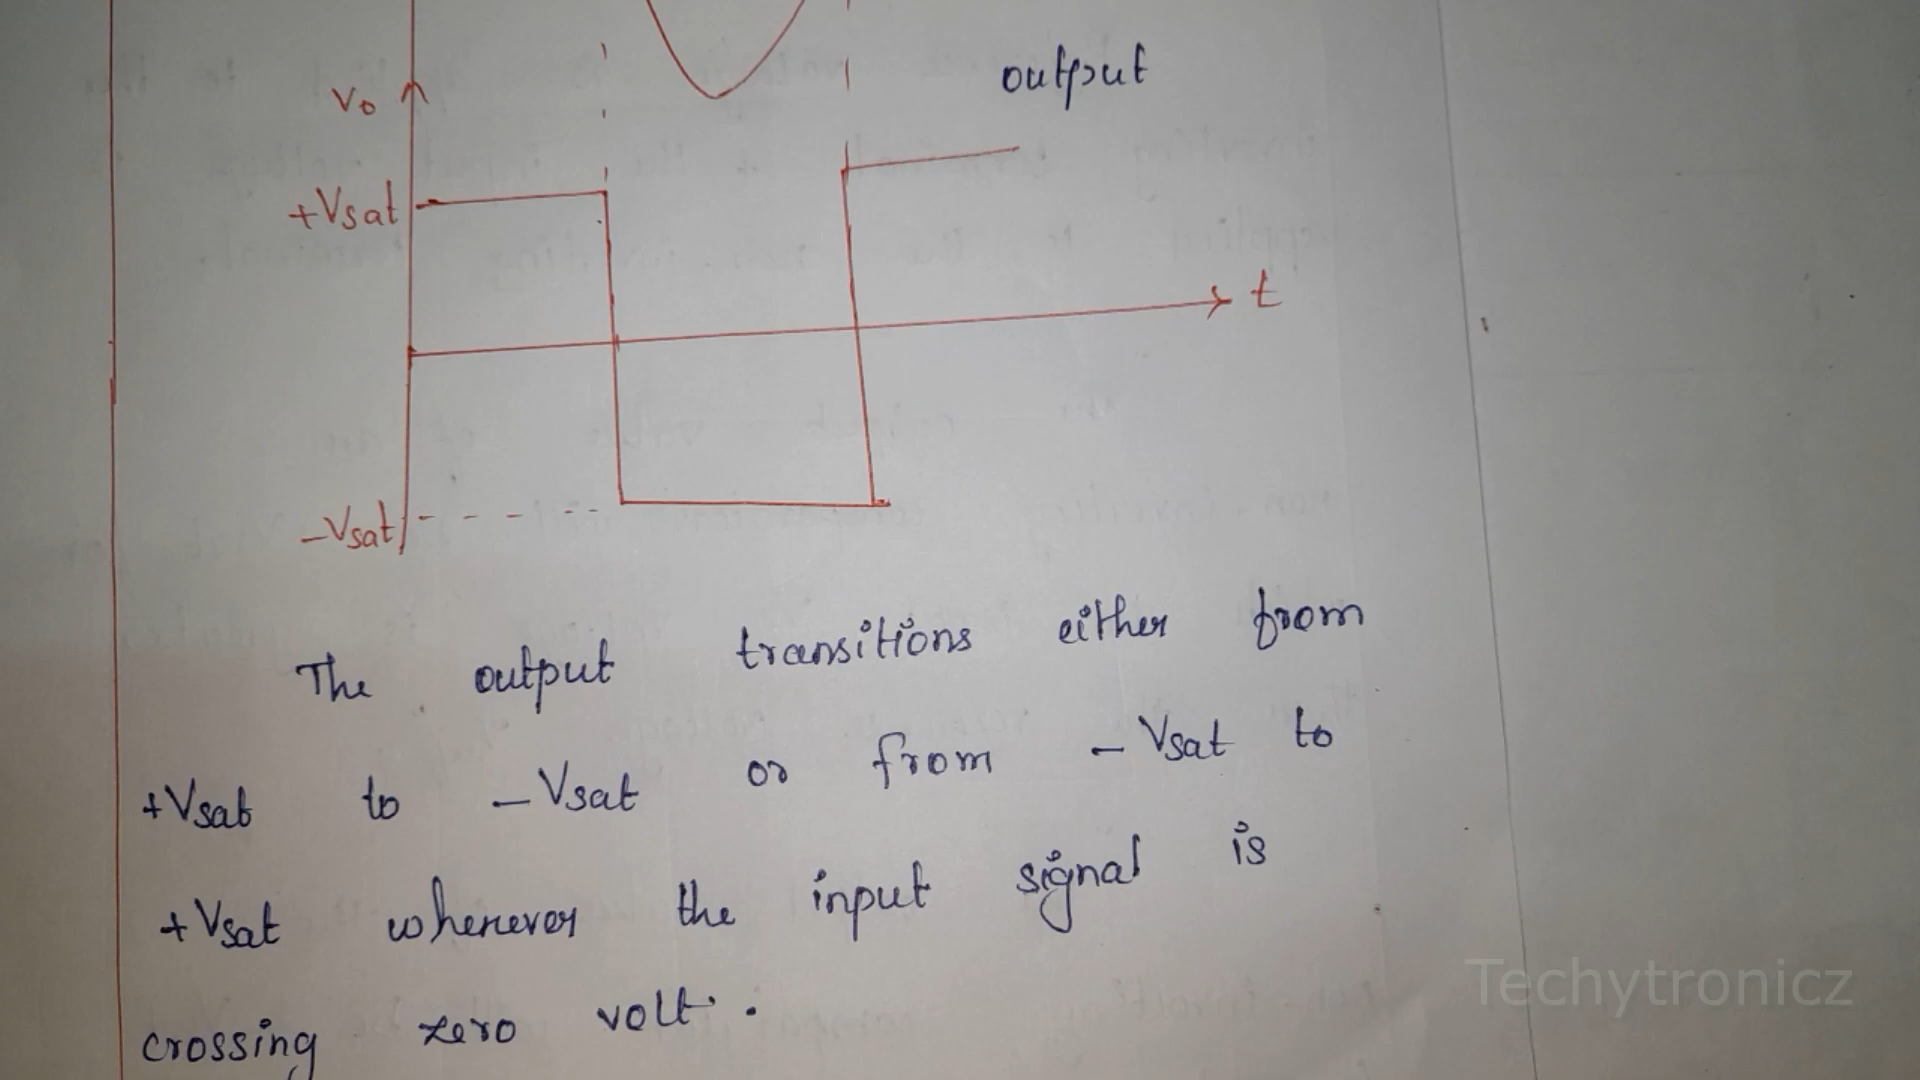 output
Vo
+Vsat
t
-Vsat
The output transitions either from
+Vsat to -Vsat or from -Vsat to
+Vsat whenever the input signal is
crossing zero volt.
Techytronicz